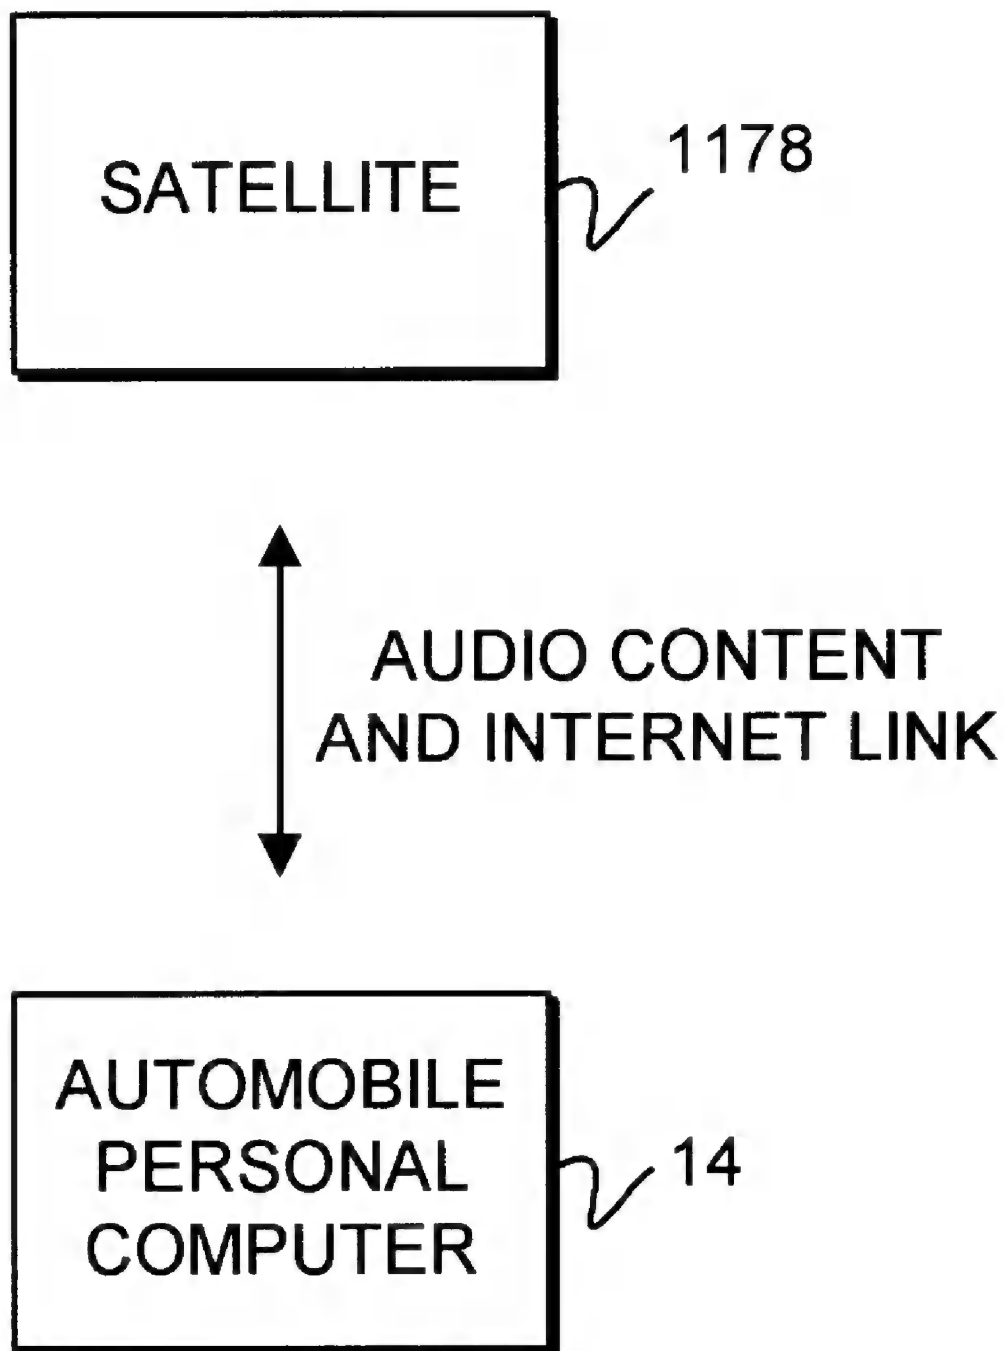 SATELLITE
1178
AUDIO CONTENT
AND INTERNET LINK
AUTOMOBILE
PERSONAL
COMPUTER
14